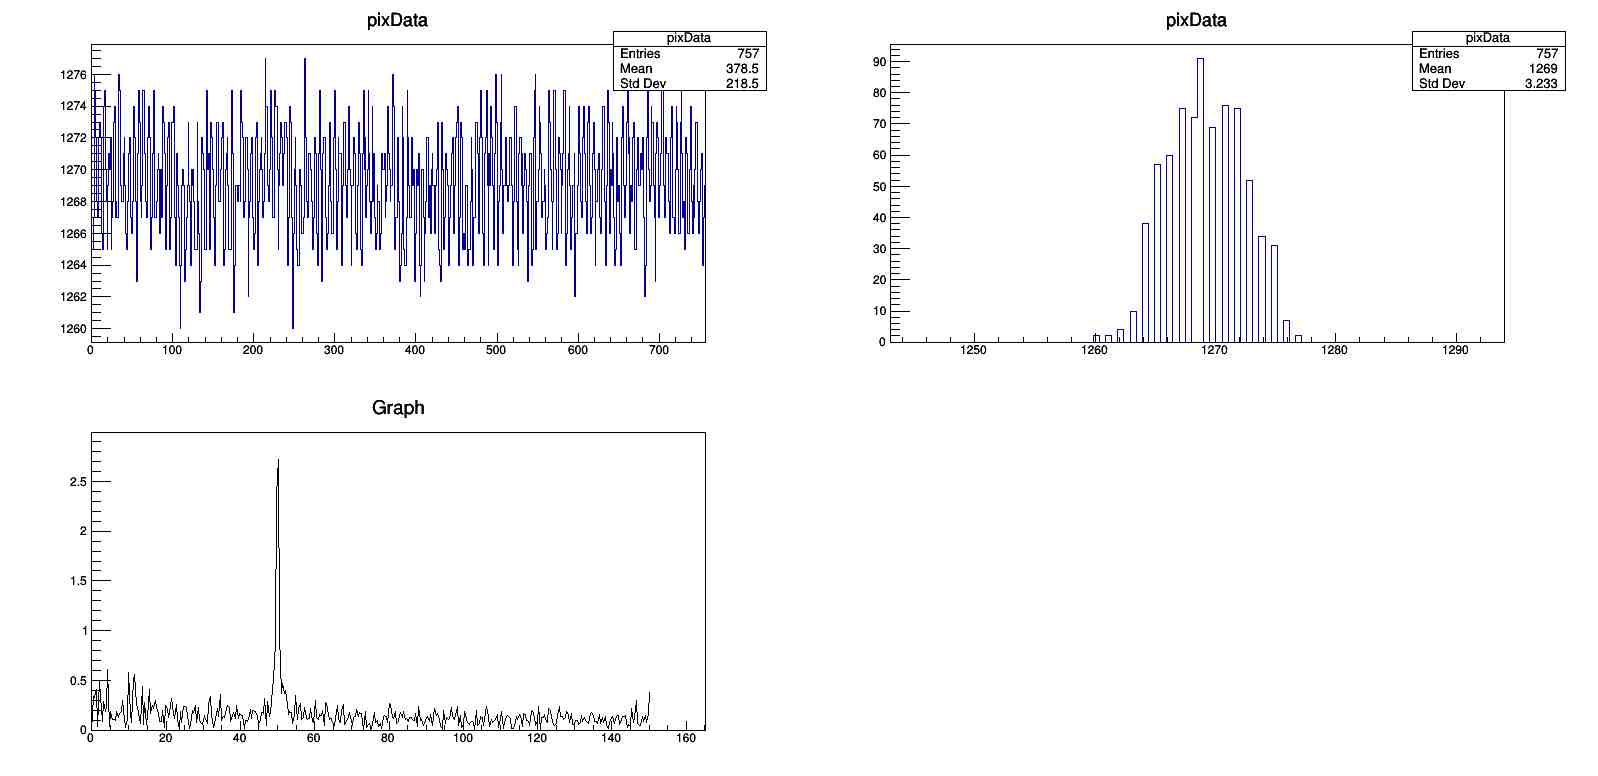 pixData
pixData
Entries 757
Mean 378.5
Std Dev 218.5
1276
1274
1272
1270
1268
1266
1264
1262
1260
0 100 200 300 400 500 600 700
pixData
pixData
Entries 757
Mean 1269
Std Dev 3.233
90
80
70
60
50
40
30
20
10
0
1250 1260 1270 1280 1290
Graph
2.5
2
1.5
1
0.5
0
0 20 40 60 80 100 120 140 160